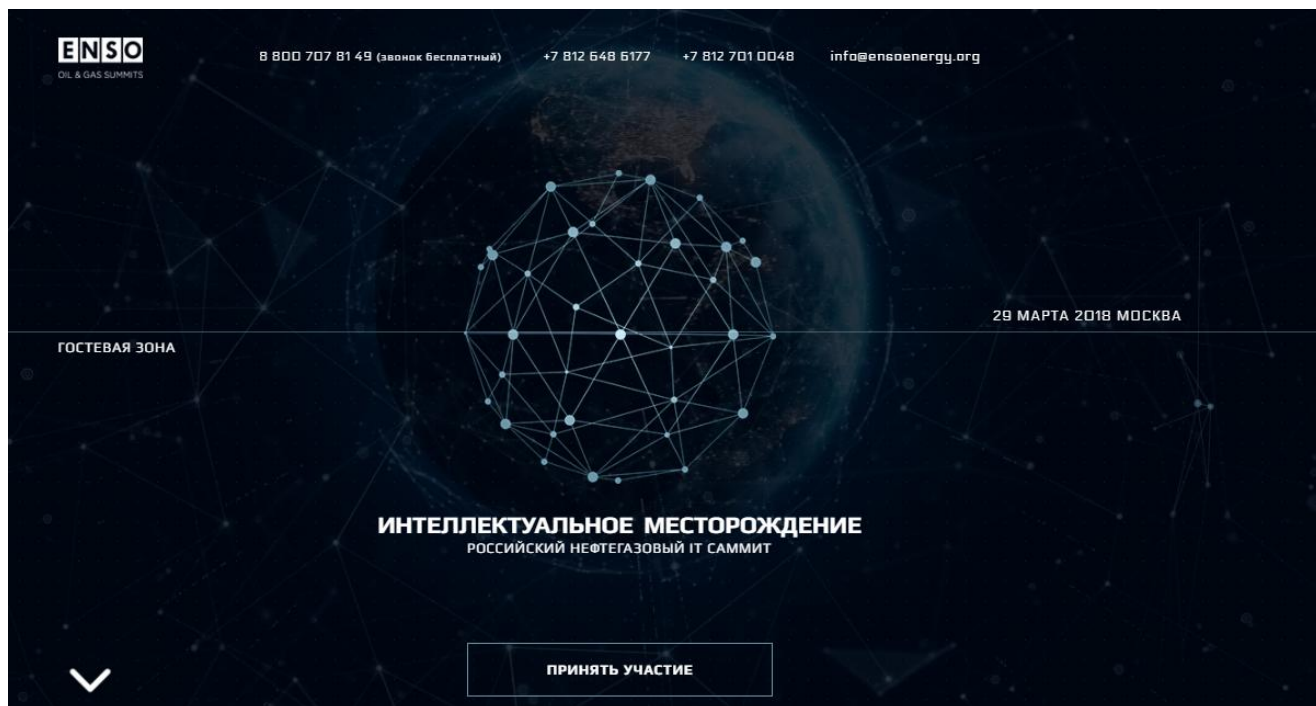 ENSO
OIL & GAS SUMMITS
8 800 707 81 49 (звонок бесплатный) +7 812 648 6177 +7 812 701 0048 info@ensoenergy.org
29 МАРТА 2018 МОСКВА
ГОСТЕВАЯ ЗОНА
ИНТЕЛЛЕКТУАЛЬНОЕ МЕСТОРОЖДЕНИЕ
РОССИЙСКИЙ НЕФТЕГАЗОВЫЙ IT САММИТ
ПРИНЯТЬ УЧАСТИЕ